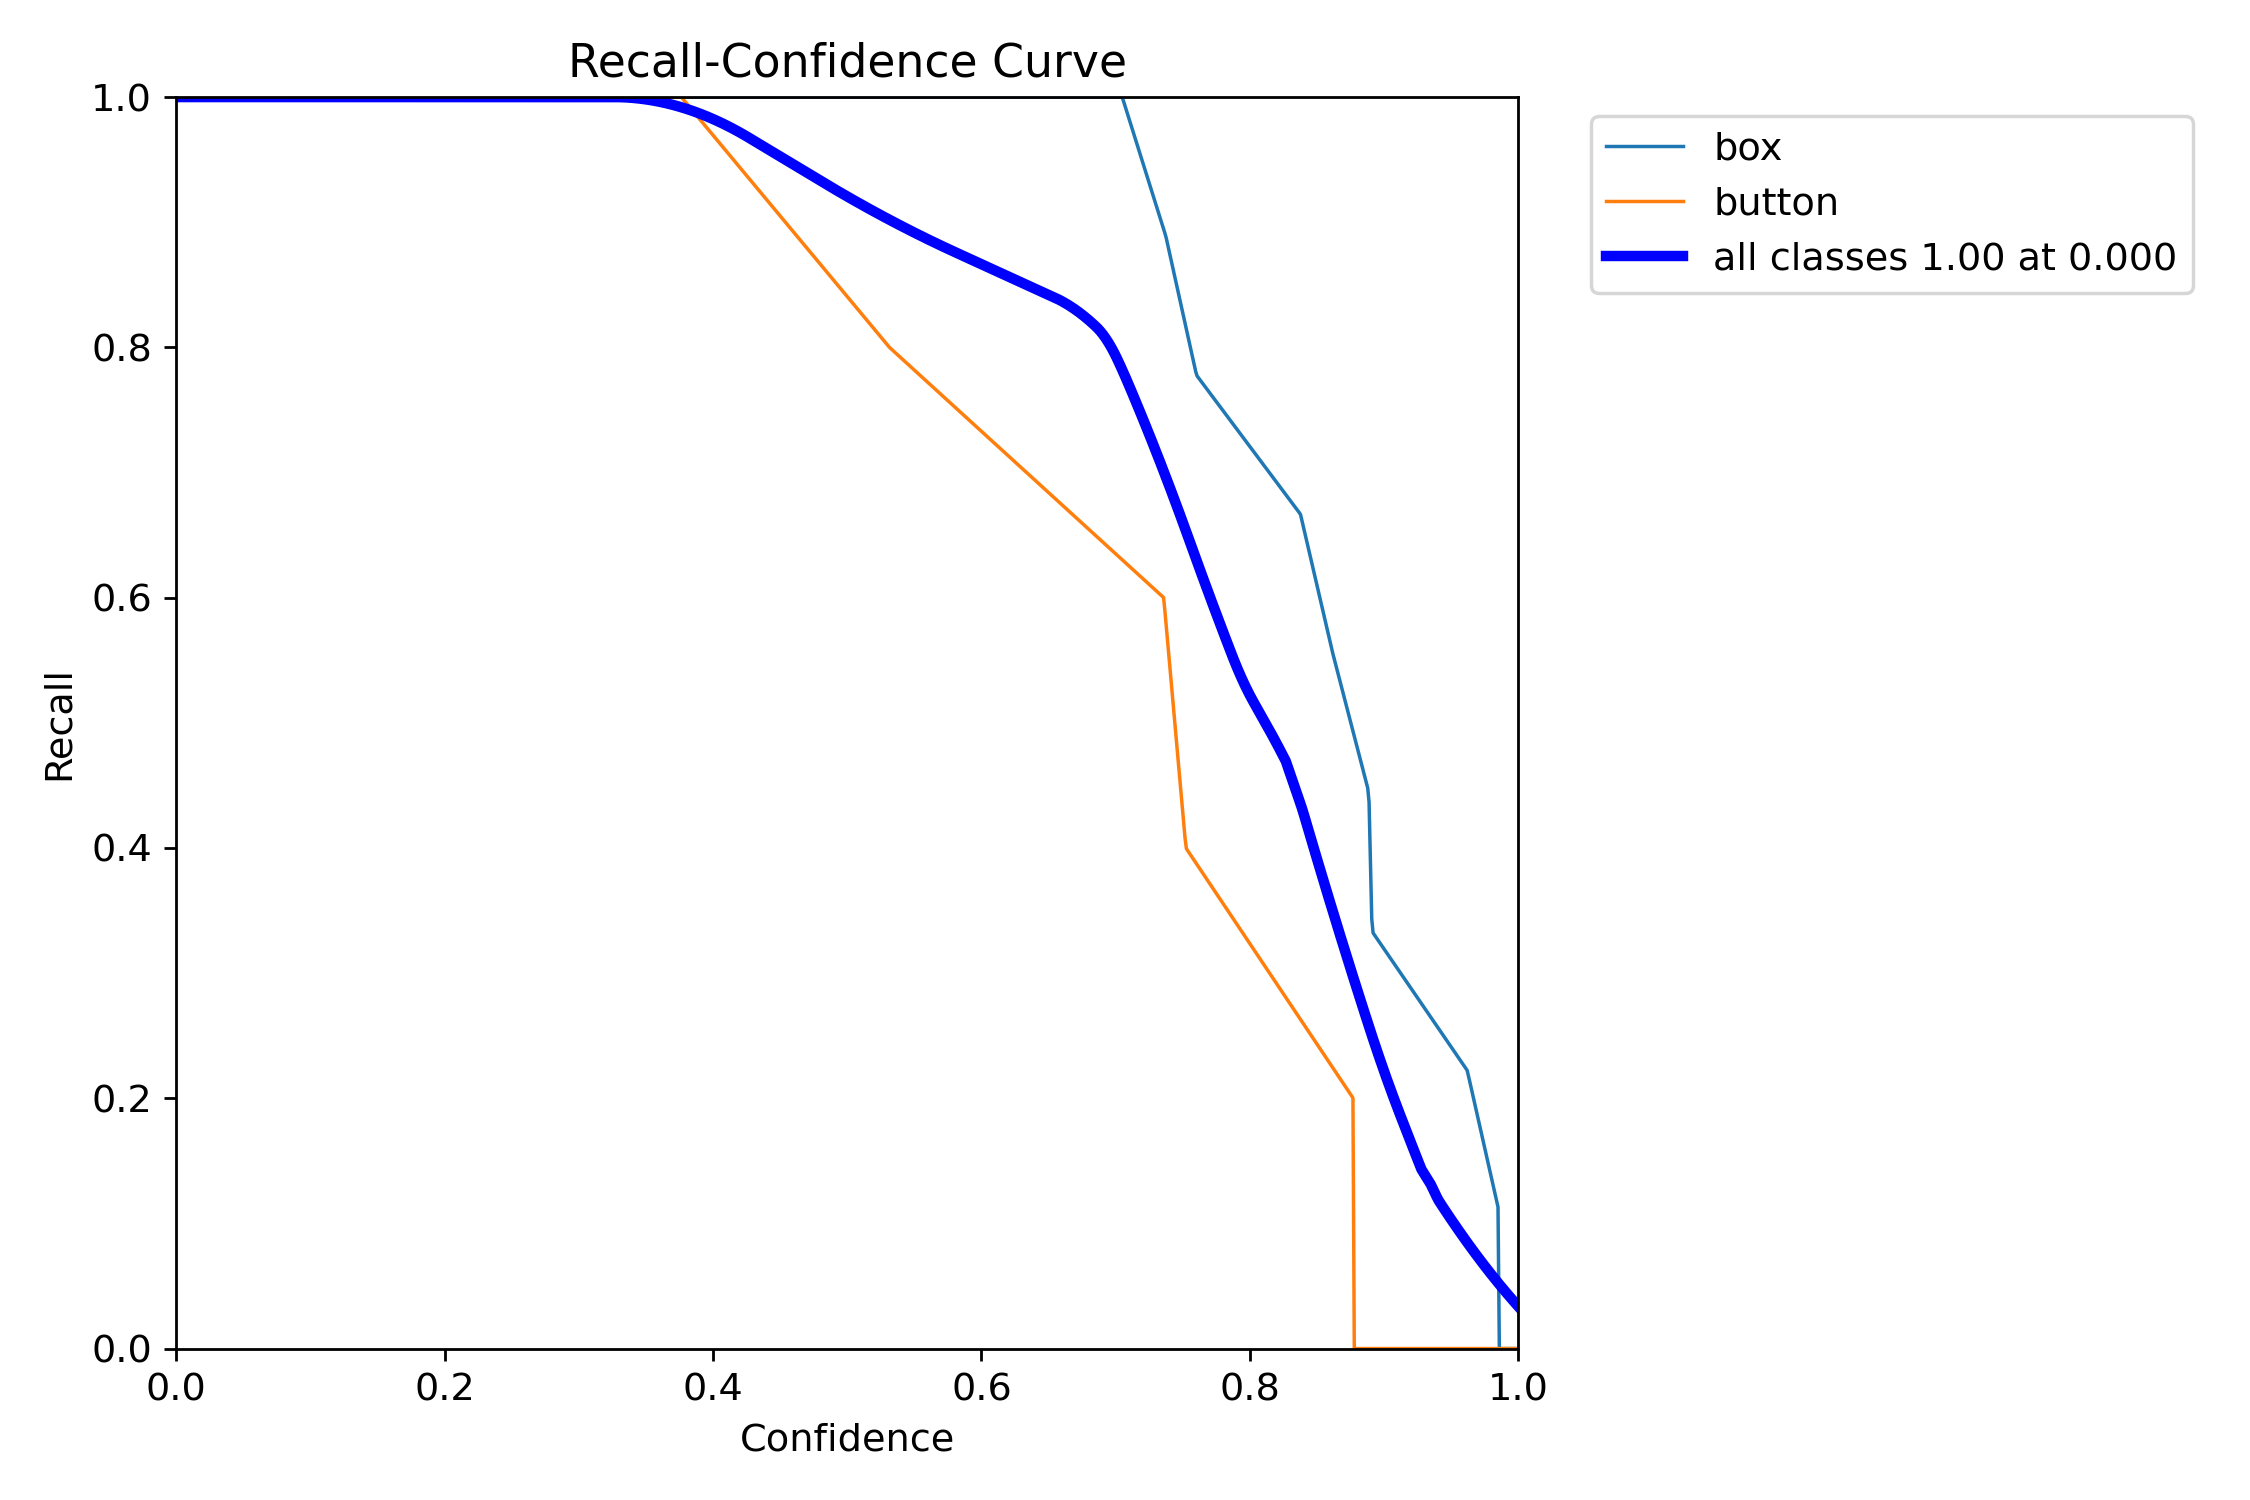 Recall-Confidence Curve
1.0
0.8
0.6
0.4
0.2
0.0
Recall
0.0 0.2 0.4 0.6 0.8 1.0
Confidence
box
button
all classes 1.00 at 0.000